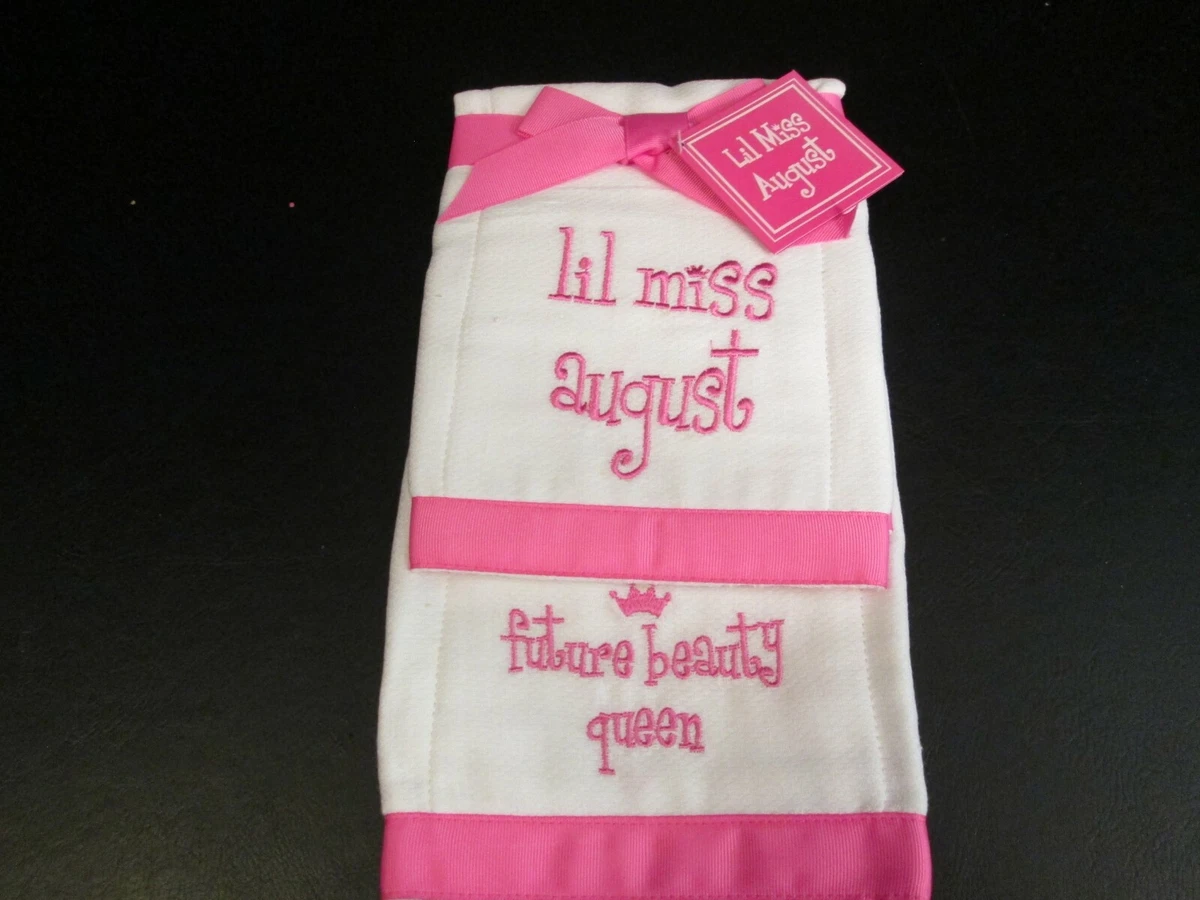 Lil Miss
August
lil miss
august
future beauty
queen